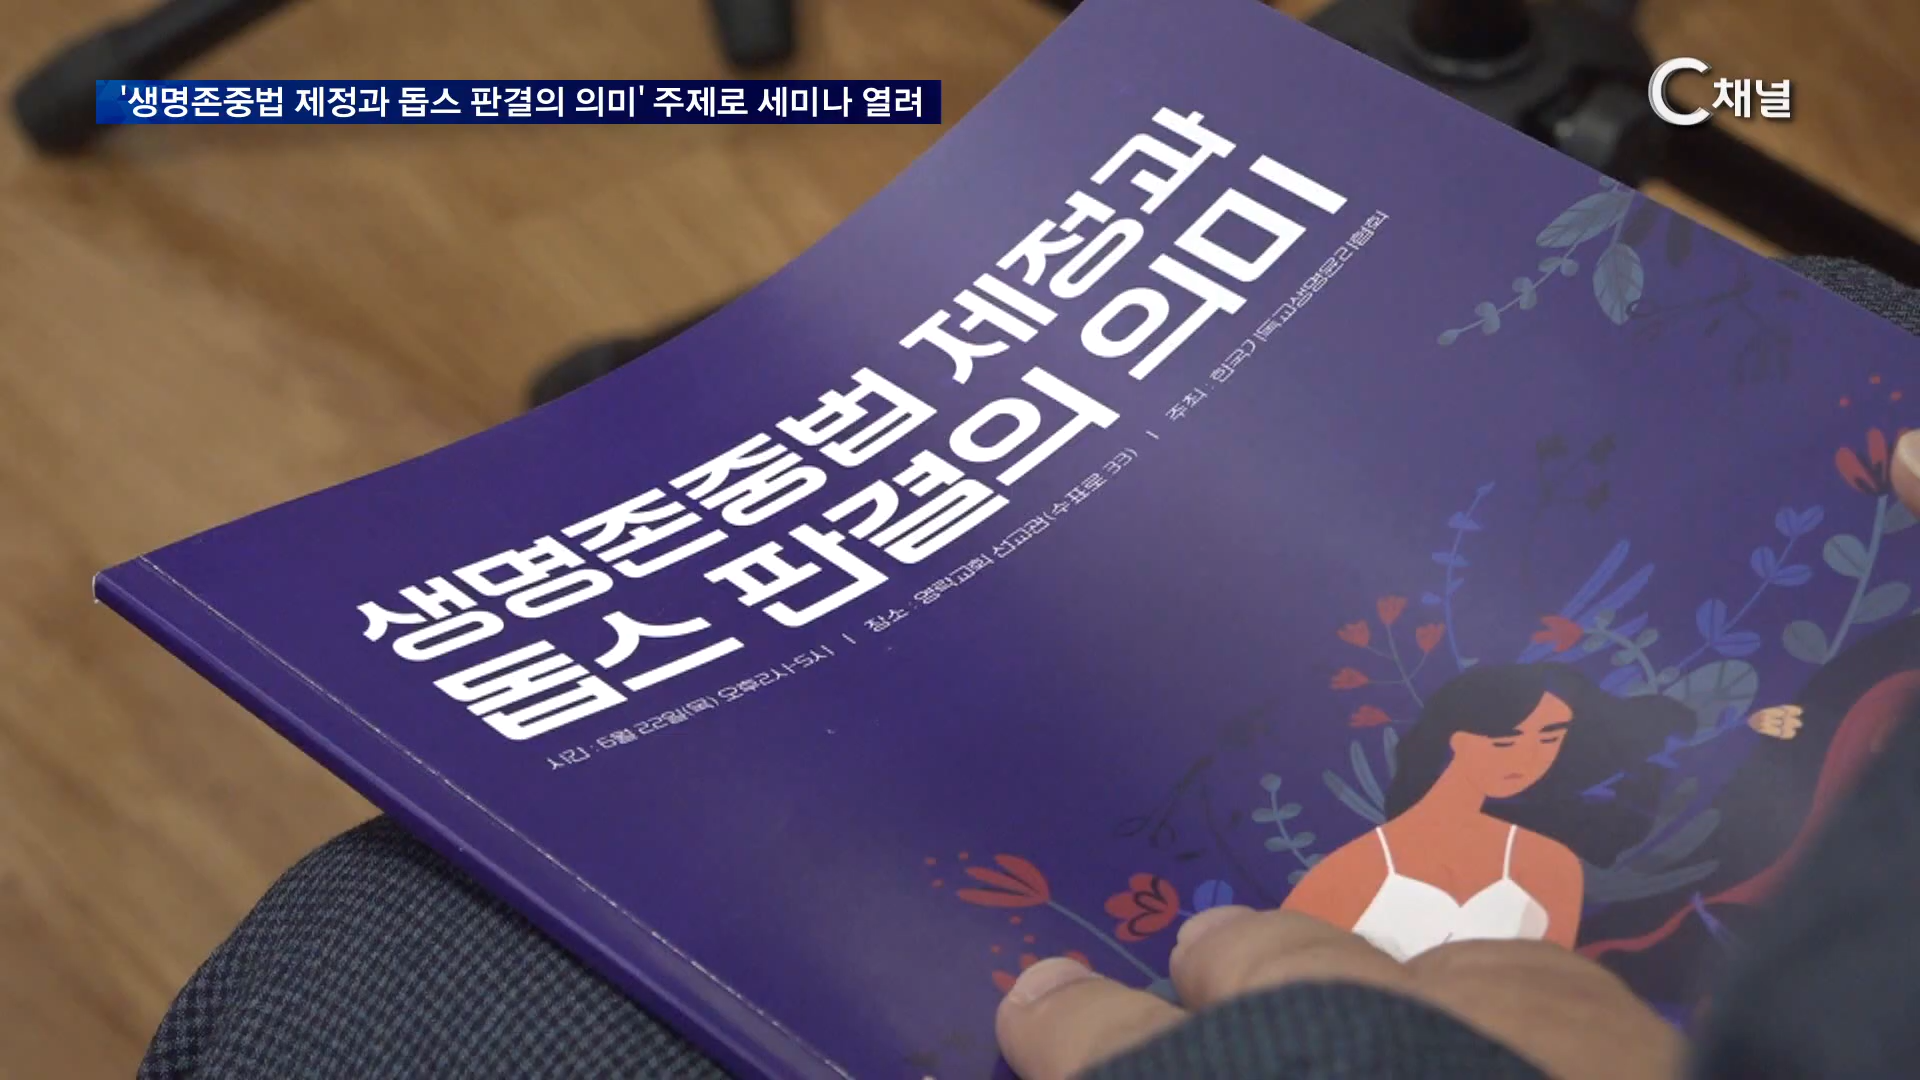 '생명존중법 제정과 돕스 판결의 의미' 주제로 세미나 열려
C채널
생명존중법 제정과
돕스 판결의 의미
시간 : 6월 22일(목) 오후2시-5시 | 장소 : 영락교회 선교관(수표로 33) | 주최 : 한국기독교생명윤리협회